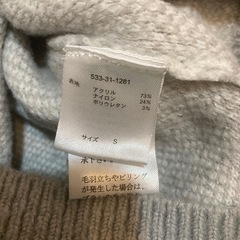 表地
533-31-1281
アクリル 73%
ナイロン 24%
ポリウレタン 3%
サイズ S
毛羽立ちやピリング
が発生した場合は、